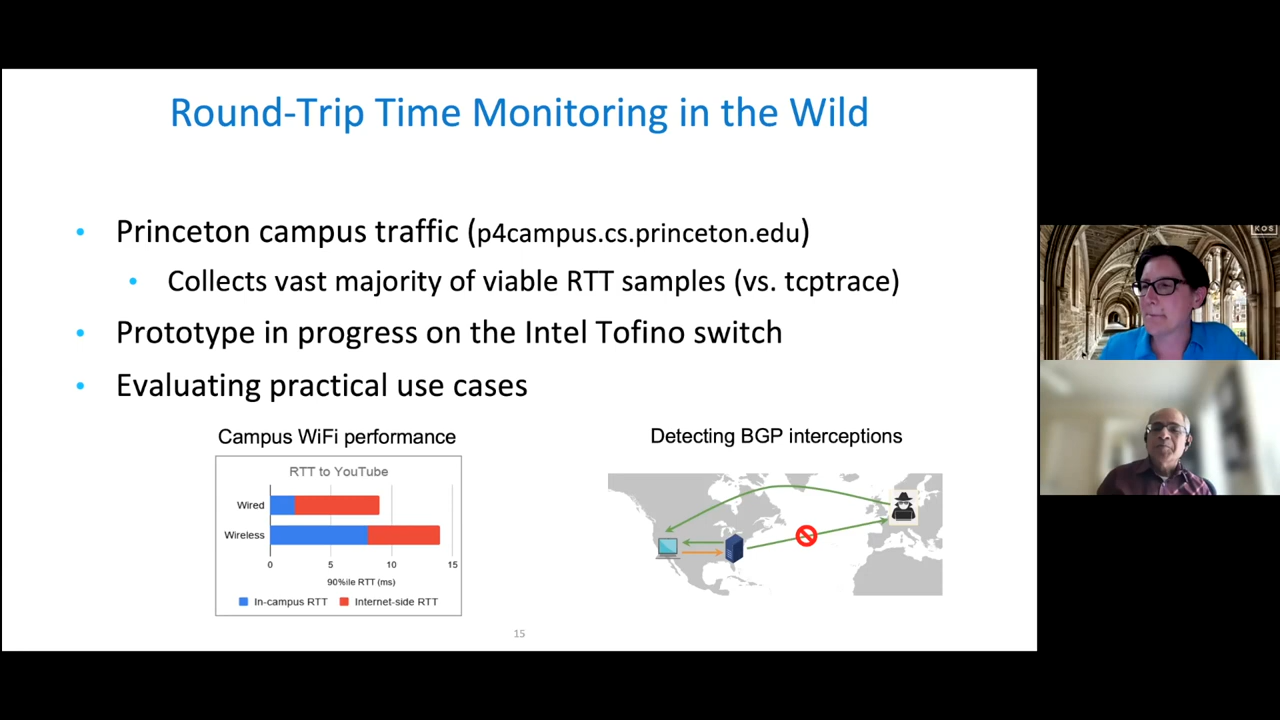 Round-Trip Time Monitoring in the Wild
• Princeton campus traffic (p4campus.cs.princeton.edu)
• Collects vast majority of viable RTT samples (vs. tcptrace)
• Prototype in progress on the Intel Tofino switch
• Evaluating practical use cases
Campus WiFi performance
RTT to YouTube
Wired
Wireless
0 5 10 15
90%ile RTT (ms)
In-campus RTT Internet-side RTT
Detecting BGP interceptions
15
KOS